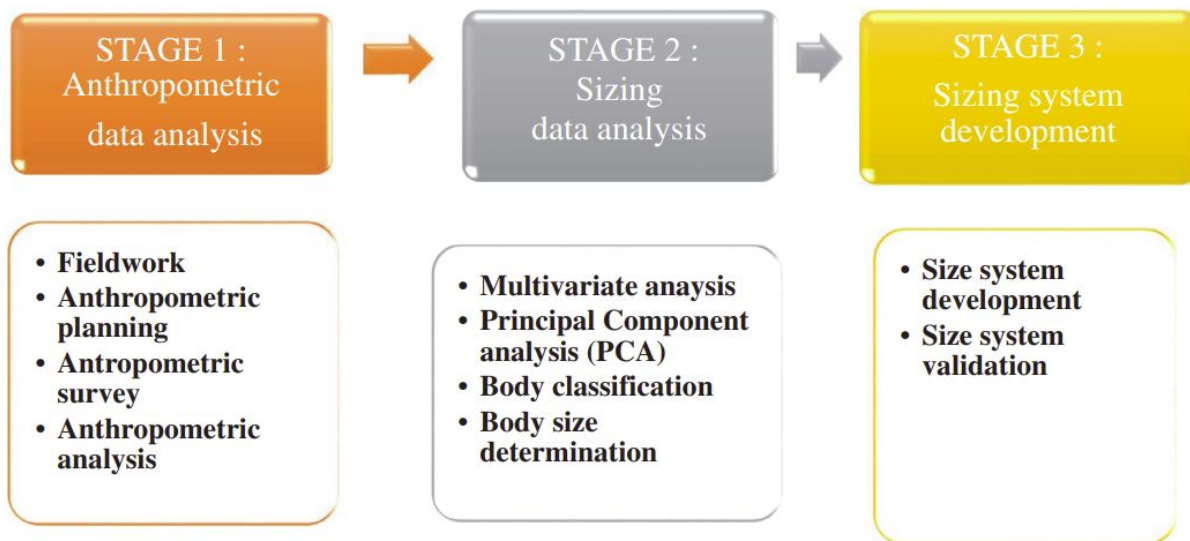 STAGE 1 :
Anthropometric
data analysis
STAGE 2 :
Sizing
data analysis
STAGE 3 :
Sizing system
development
• Fieldwork
• Anthropometric
planning
• Antropometric
survey
• Anthropometric
analysis
• Multivariate anaysis
• Principal Component
analysis (PCA)
• Body classification
• Body size
determination
• Size system
development
• Size system
validation